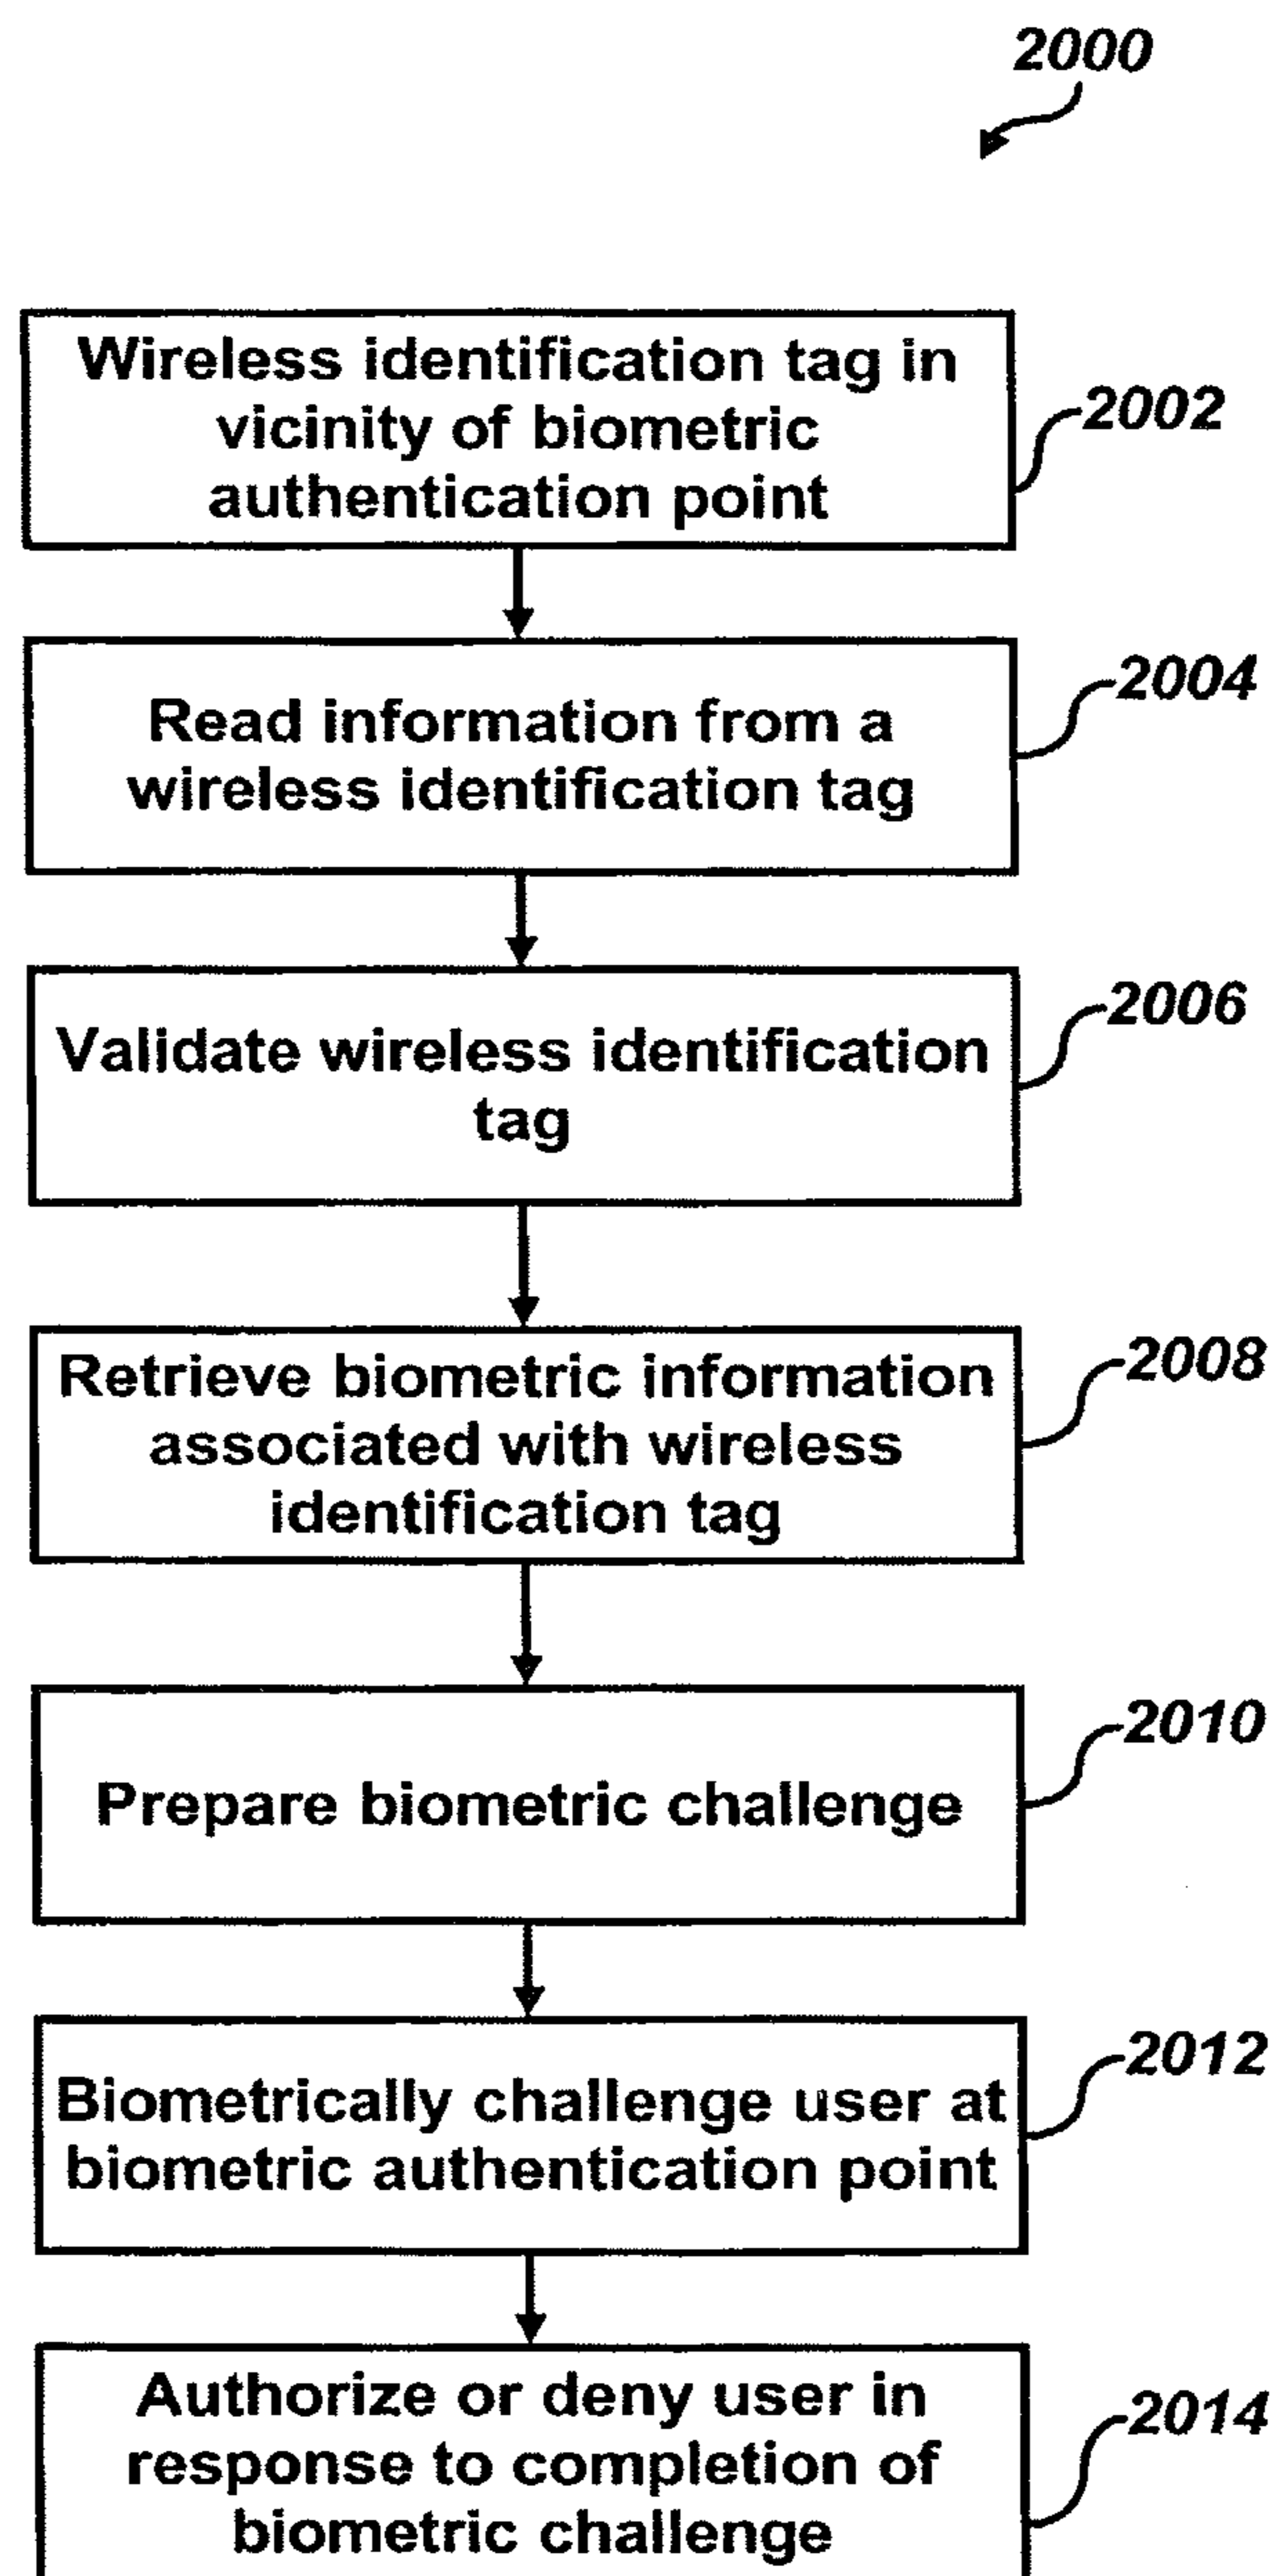 2000
Wireless identification tag in
vicinity of biometric
authentication point
2002
Read information from a
wireless identification tag
2004
Validate wireless identification
tag
2006
Retrieve biometric information
associated with wireless
identification tag
2008
Prepare biometric challenge
2010
Biometrically challenge user at
biometric authentication point
2012
Authorize or deny user in
response to completion of
biometric challenge
2014